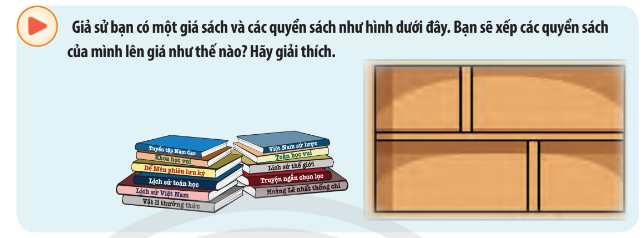 Giả sử bạn có một giá sách và các quyển sách như hình dưới đây. Bạn sẽ xếp các quyển sách
của mình lên giá như thế nào? Hãy giải thích.
Tuyển tập Nam Cao
Khoa học vui
Dế Mèn phiêu lưu ký
Lịch sử toán học
Lịch sử Việt Nam
Vật lí thường thức
Việt Nam sử lược
Toán học vui
Lịch sử thế giới
Truyện ngắn chọn lọc
Hoàng Lê nhất thống chí